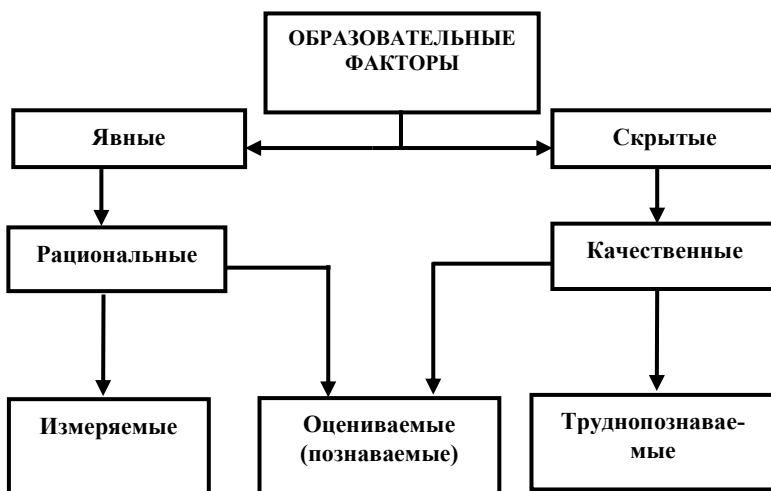 ОБРАЗОВАТЕЛЬНЫЕ
ФАКТОРЫ
Явные
Скрытые
Рациональные
Качественные
Измеряемые
Оцениваемые
(познаваемые)
Труднопознавае-
мые